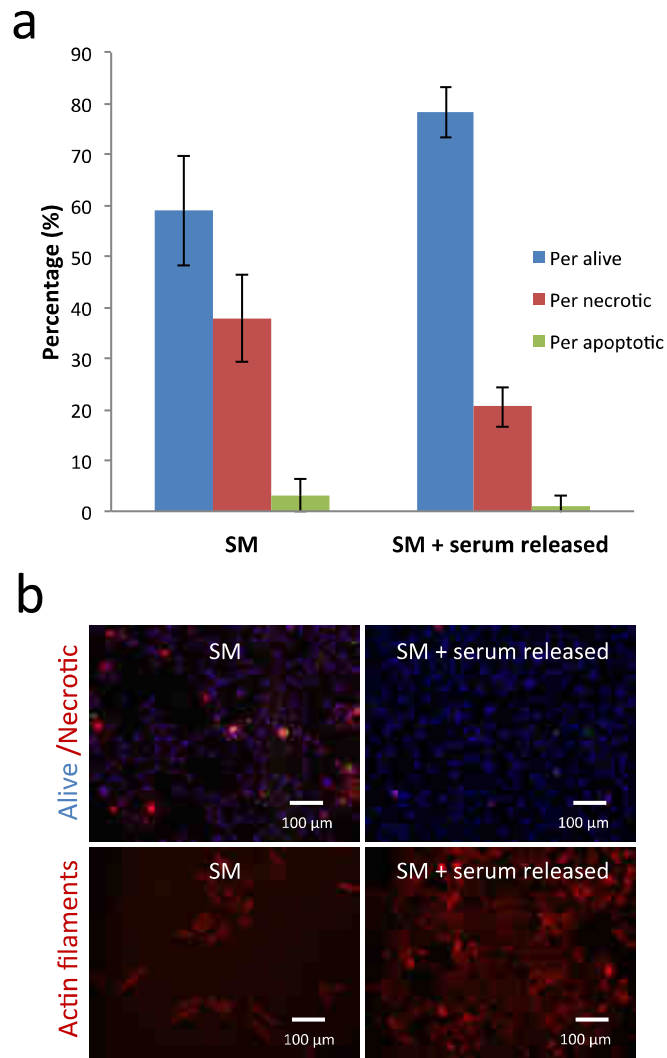 a
90
80
70
60
50
40
30
20
10
0
Percentage (%)
Per alive
Per necrotic
Per apoptotic
SM
SM + serum released
b
Alive /Necrotic
SM
100 µm
SM + serum released
100 µm
Actin filaments
SM
100 µm
SM + serum released
100 µm